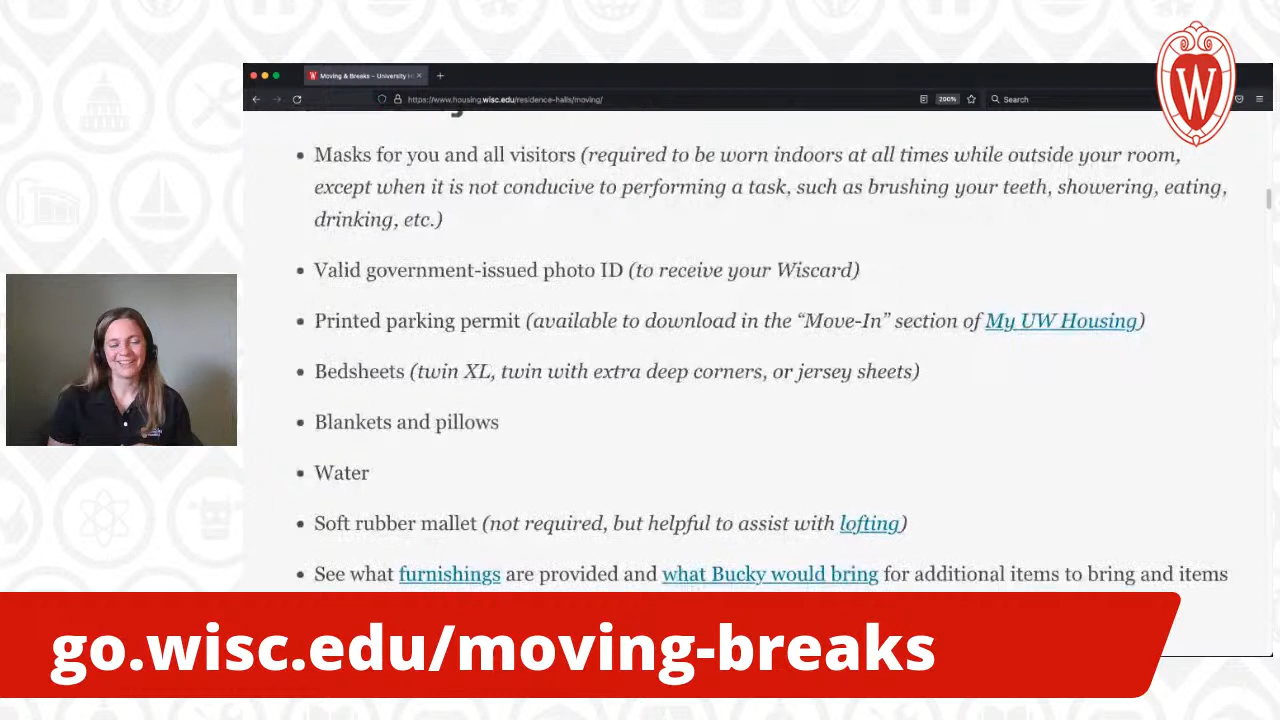 Moving & Breaks – University H
https://www.housing.wisc.edu/residence-halls/moving/
200%
Search
W
Masks for you and all visitors (required to be worn indoors at all times while outside your room,
except when it is not conducive to performing a task, such as brushing your teeth, showering, eating,
drinking, etc.)
Valid government-issued photo ID (to receive your Wiscard)
Printed parking permit (available to download in the “Move-In” section of My UW Housing)
Bedsheets (twin XL, twin with extra deep corners, or jersey sheets)
Blankets and pillows
Water
Soft rubber mallet (not required, but helpful to assist with lofting)
See what furnishings are provided and what Bucky would bring for additional items to bring and items
go.wisc.edu/moving-breaks